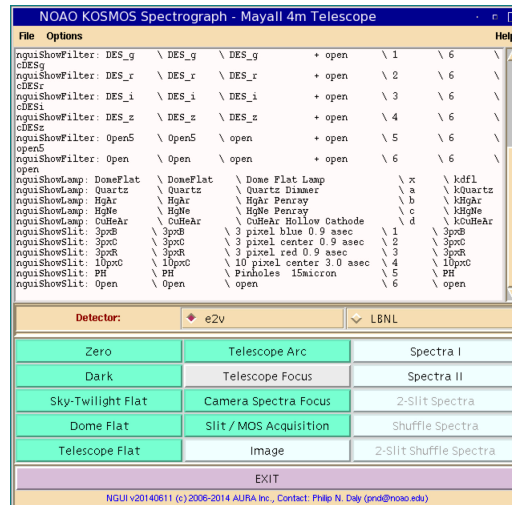 NOAO KOSMOS Spectrograph - Mayall 4m Telescope
File Options Help
nguiShowFilter: DES_g \ DES_g \ DES_g + open \ 1 \ 6 \
cDESg
nguiShowFilter: DES_r \ DES_r \ DES_r + open \ 2 \ 6 \
cDESr
nguiShowFilter: DES_i \ DES_i \ DES_i + open \ 3 \ 6 \
cDESi
nguiShowFilter: DES_z \ DES_z \ DES_z + open \ 4 \ 6 \
cDESz
nguiShowFilter: Open5 \ Open5 \ open + open \ 5 \ 6 \
open5
nguiShowFilter: Open \ Open \ open + open \ 6 \ 6 \
open
nguiShowLamp: DomeFlat \ DomeFlat \ Dome Flat Lamp \ x \ kdfl
nguiShowLamp: Quartz \ Quartz \ Quartz Dimmer \ a \ kQuartz
nguiShowLamp: HgAr \ HgAr \ HgAr Penray \ b \ kHgAr
nguiShowLamp: HgNe \ HgNe \ HgNe Penray \ c \ kHgNe
nguiShowLamp: CuHeAr \ CuHeAr \ CuHeAr Hollow Cathode \ d \ kCuHeAr
nguiShowSlit: 3pxB \ 3pxB \ 3 pixel blue 0.9 asec \ 1 \ 3pxB
nguiShowSlit: 3pxC \ 3pxC \ 3 pixel center 0.9 asec \ 2 \ 3pxC
nguiShowSlit: 3pxR \ 3pxR \ 3 pixel red 0.9 asec \ 3 \ 3pxR
nguiShowSlit: 10pxC \ 10pxC \ 10 pixel center 3.0 asec \ 4 \ 10pxC
nguiShowSlit: PH \ PH \ Pinholes 15micron \ 5 \ PH
nguiShowSlit: Open \ Open \ open \ 6 \ open
Detector: e2v LBNL
Zero Telescope Arc Spectra I
Dark Telescope Focus Spectra II
Sky-Twilight Flat Camera Spectra Focus 2-Slit Spectra
Dome Flat Slit / MOS Acquisition Shuffle Spectra
Telescope Flat Image 2-Slit Shuffle Spectra
EXIT
NGUI v20140611 (c) 2006-2014 AURA Inc., Contact: Philip N. Daly (pnd@noao.edu)